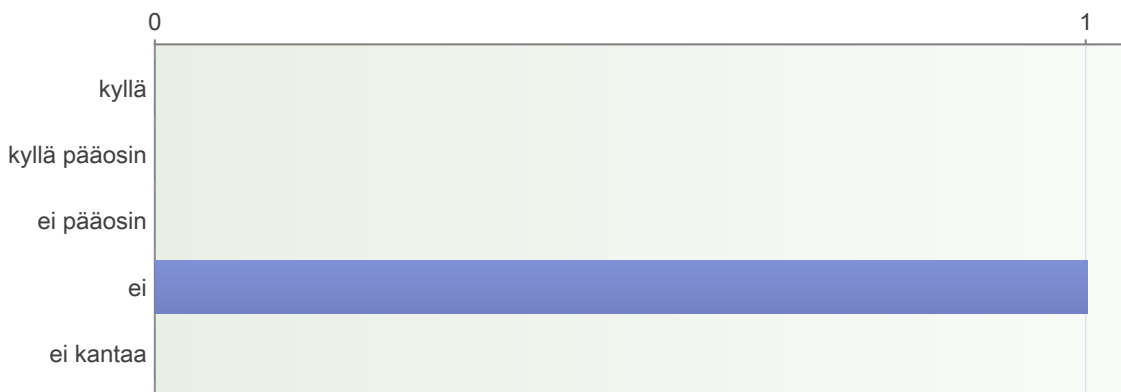 0 1
kyllä
kyllä pääosin
ei pääosin
ei
ei kantaa